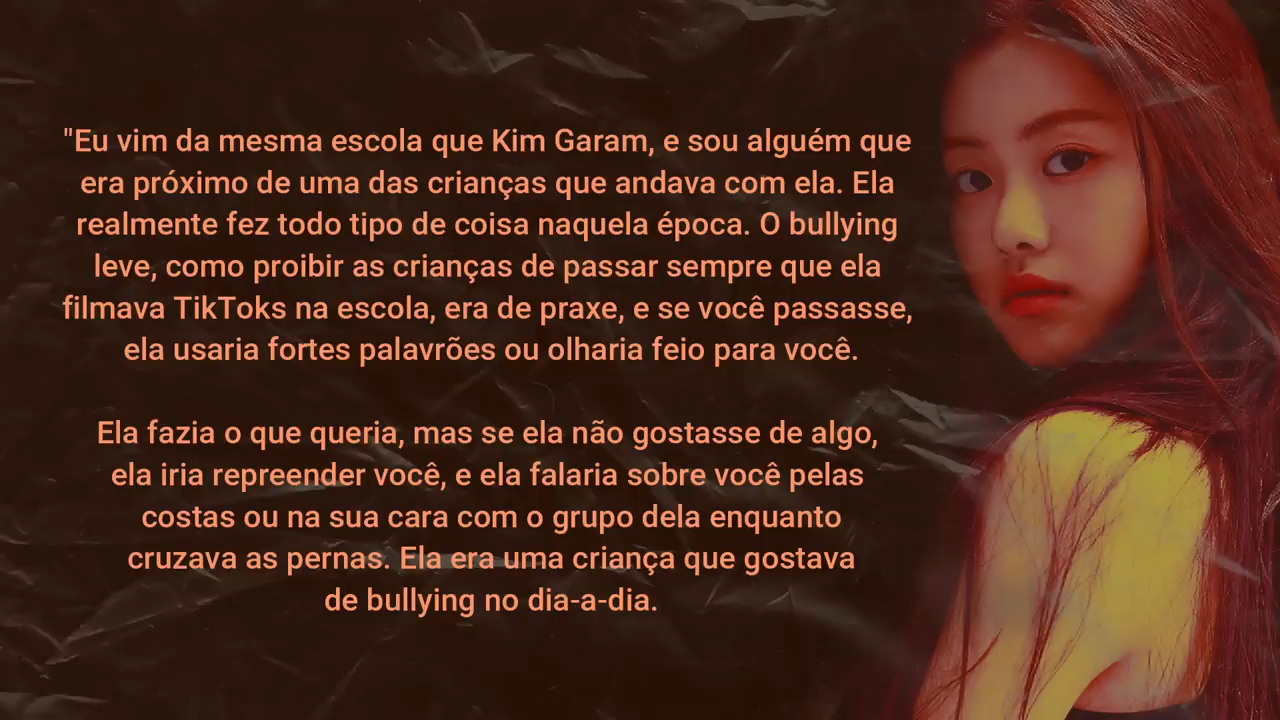 "Eu vim da mesma escola que Kim Garam, e sou alguém que
era próximo de uma das crianças que andava com ela. Ela
realmente fez todo tipo de coisa naquela época. O bullying
leve, como proibir as crianças de passar sempre que ela
filmava TikToks na escola, era de praxe, e se você passasse,
ela usaria fortes palavrões ou olharia feio para você.
Ela fazia o que queria, mas se ela não gostasse de algo,
ela iria repreender você, e ela falaria sobre você pelas
costas ou na sua cara com o grupo dela enquanto
cruzava as pernas. Ela era uma criança que gostava
de bullying no dia-a-dia.